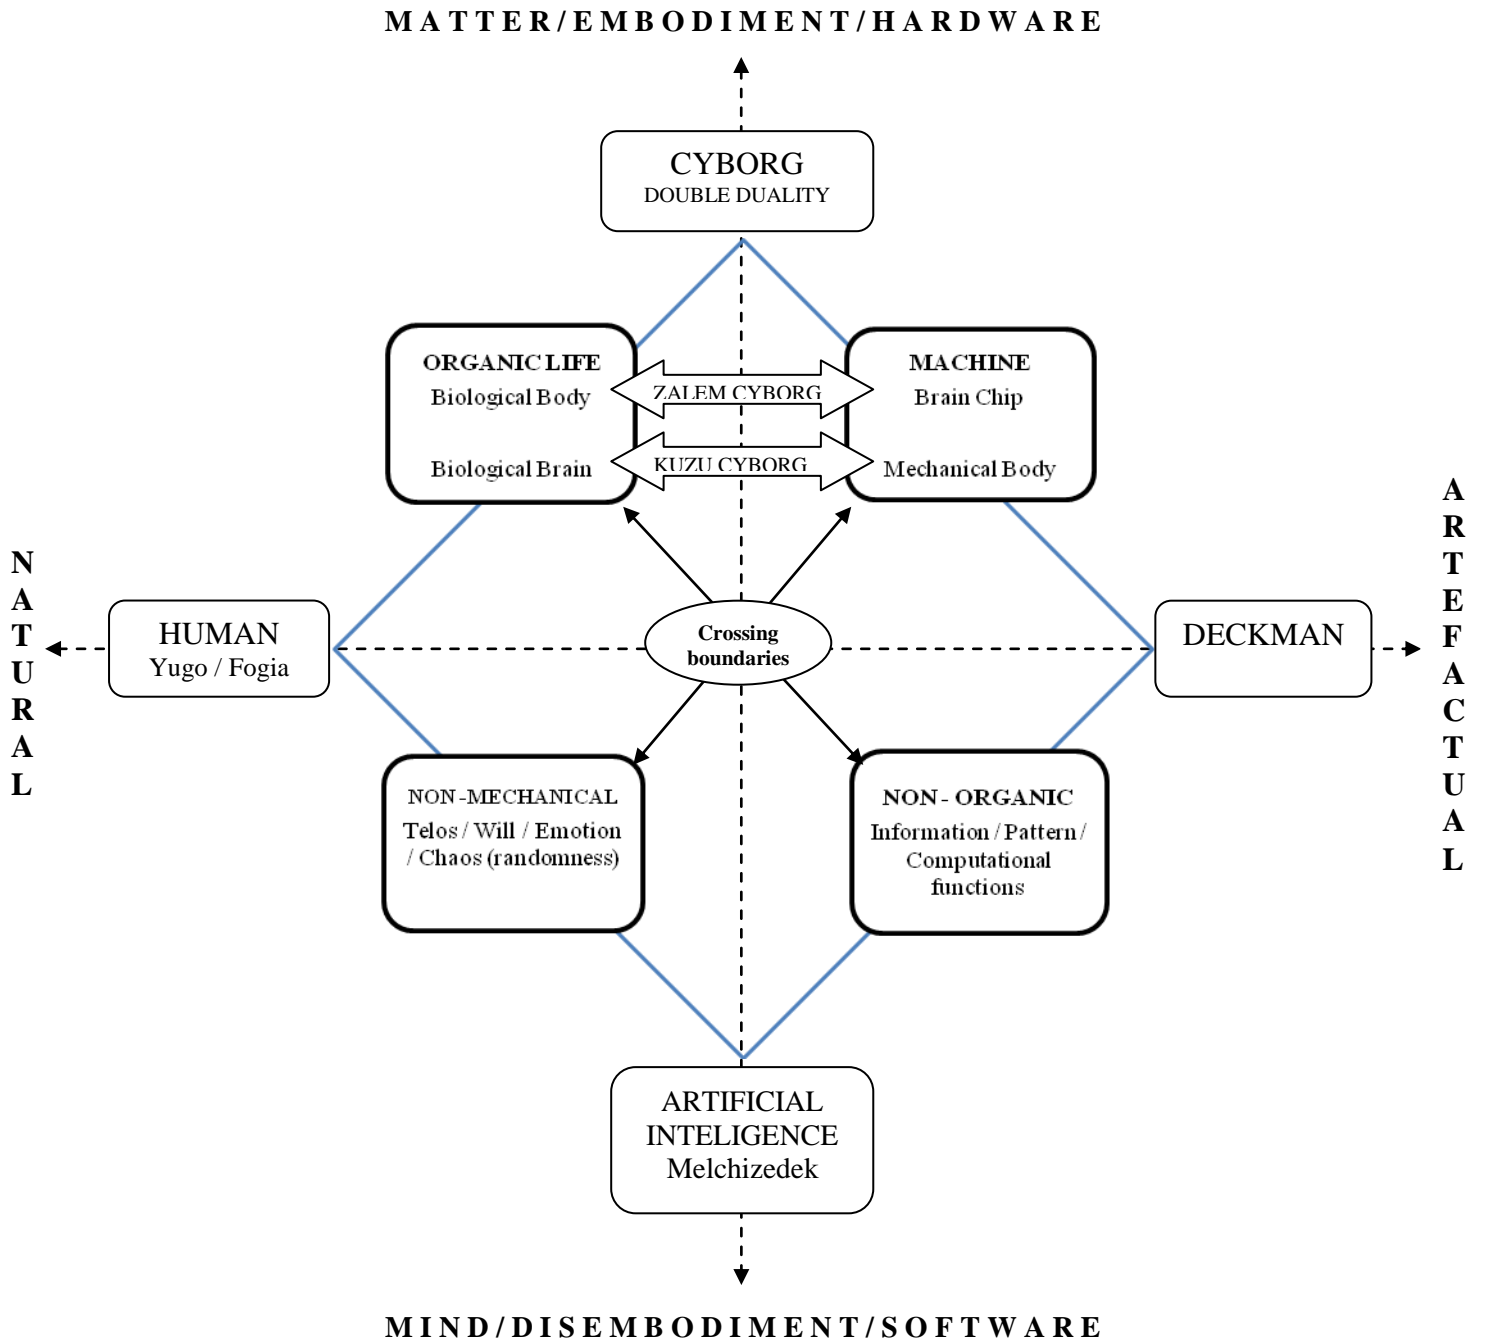 MATTER/EMBODIMENT/HARDWARE
CYBORG
DOUBLE DUALITY
ORGANIC LIFE
Biological Body
Biological Brain
ZALEM CYBORG
KUZU CYBORG
MACHINE
Brain Chip
Mechanical Body
NATURAL
HUMAN
Yugo / Fogia
Crossing
boundaries
DECKMAN
ARTEFACTUAL
NON-MECHANICAL
Telos / Will / Emotion
/ Chaos (randomness)
NON- ORGANIC
Information / Pattern /
Computational
functions
ARTIFICIAL
INTELIGENCE
Melchizedek
MIND/DISEMBODIMENT/SOFTWARE